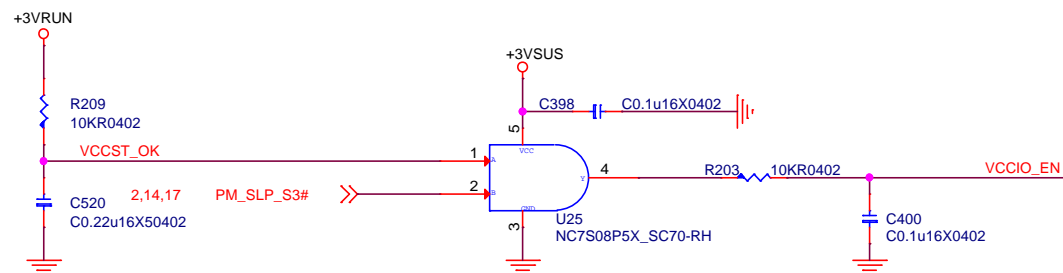 +3VRUN
+3VSUS
R209
10KR0402
C398
C0.1u16X0402
5
VCC
VCCST_OK
1
A
2,14,17
PM_SLP_S3#
2
B
Y
4
R203
10KR0402
VCCIO_EN
C520
C0.22u16X50402
GND
3
U25
NC7S08P5X_SC70-RH
C400
C0.1u16X0402